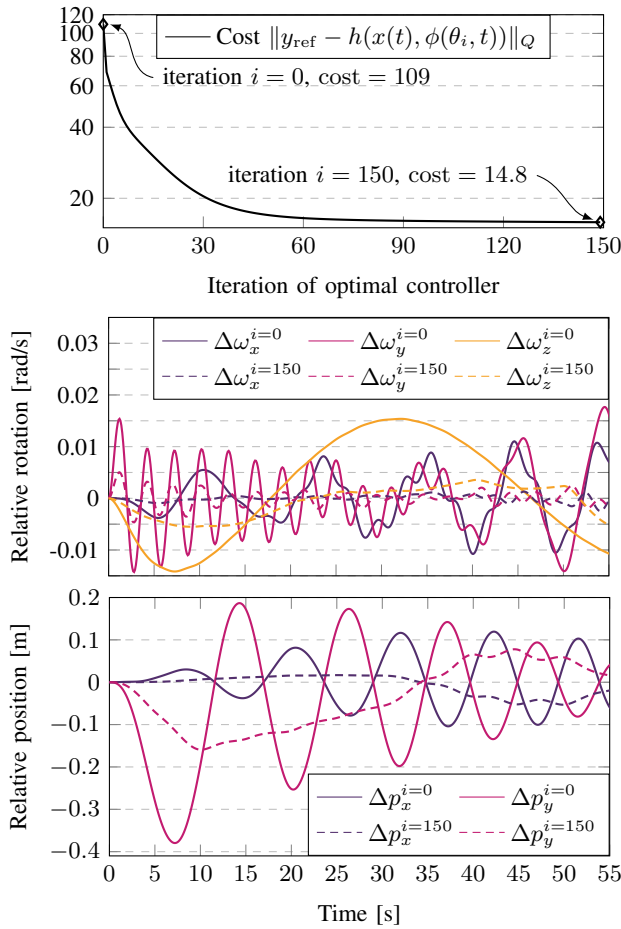 120
100
80
60
40
20
Cost ∥y_ref − h(x(t), ϕ(θ_i, t))∥_Q
iteration i = 0, cost = 109
iteration i = 150, cost = 14.8
0 30 60 90 120 150
Iteration of optimal controller
Relative rotation [rad/s]
0.03
0.02
0.01
0
-0.01
Δω_x^{i=0} Δω_y^{i=0} Δω_z^{i=0}
Δω_x^{i=150} Δω_y^{i=150} Δω_z^{i=150}
Relative position [m]
0.2
0.1
0
−0.1
−0.2
−0.3
−0.4
Δp_x^{i=0} Δp_y^{i=0}
Δp_x^{i=150} Δp_y^{i=150}
0 5 10 15 20 25 30 35 40 45 50 55
Time [s]